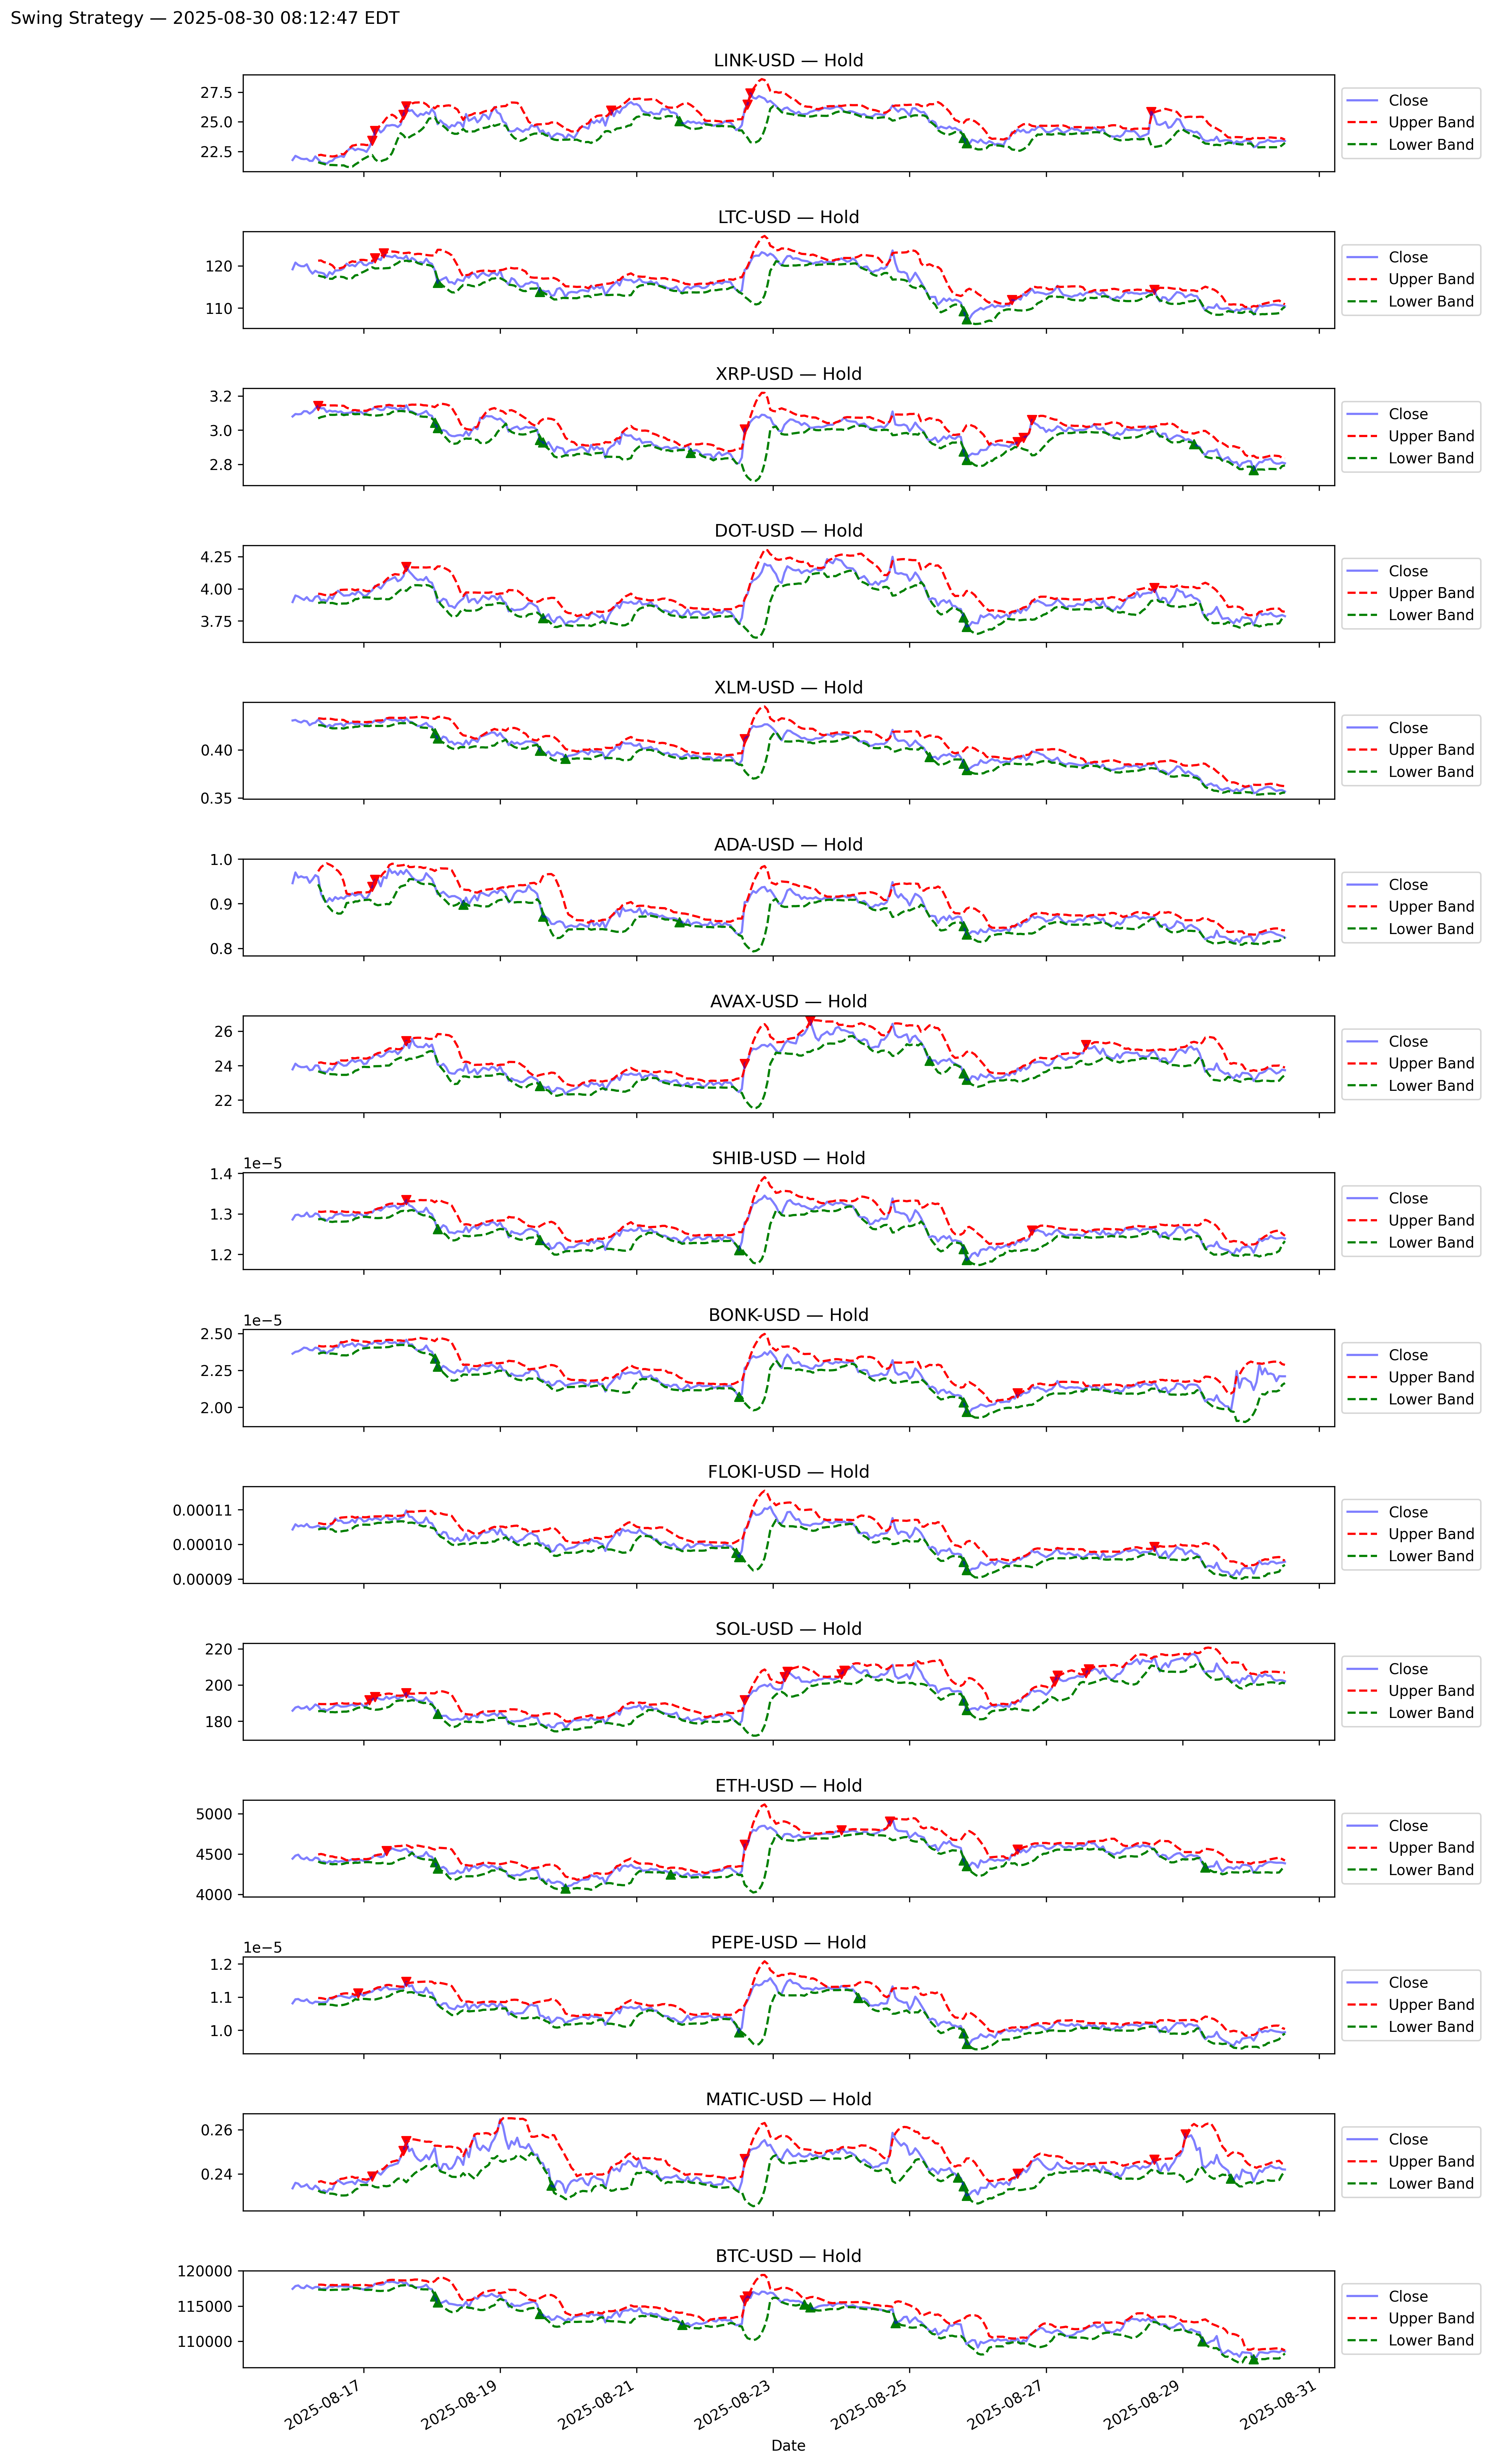 Swing Strategy — 2025-08-30 08:12:47 EDT
LINK-USD — Hold
27.5
25.0
22.5
Close
Upper Band
Lower Band
LTC-USD — Hold
120
110
Close
Upper Band
Lower Band
XRP-USD — Hold
3.2
3.0
2.8
Close
Upper Band
Lower Band
DOT-USD — Hold
4.25
4.00
3.75
Close
Upper Band
Lower Band
XLM-USD — Hold
0.40
0.35
Close
Upper Band
Lower Band
ADA-USD — Hold
1.0
0.9
0.8
Close
Upper Band
Lower Band
AVAX-USD — Hold
26
24
22
Close
Upper Band
Lower Band
SHIB-USD — Hold
1e−5
1.4
1.3
1.2
Close
Upper Band
Lower Band
BONK-USD — Hold
1e−5
2.50
2.25
2.00
Close
Upper Band
Lower Band
FLOKI-USD — Hold
0.00011
0.00010
0.00009
Close
Upper Band
Lower Band
SOL-USD — Hold
220
200
180
Close
Upper Band
Lower Band
ETH-USD — Hold
5000
4500
4000
Close
Upper Band
Lower Band
PEPE-USD — Hold
1e−5
1.2
1.1
1.0
Close
Upper Band
Lower Band
MATIC-USD — Hold
0.26
0.24
Close
Upper Band
Lower Band
BTC-USD — Hold
120000
115000
110000
Close
Upper Band
Lower Band
2025-08-17
2025-08-19
2025-08-21
2025-08-23
2025-08-25
2025-08-27
2025-08-29
2025-08-31
Date